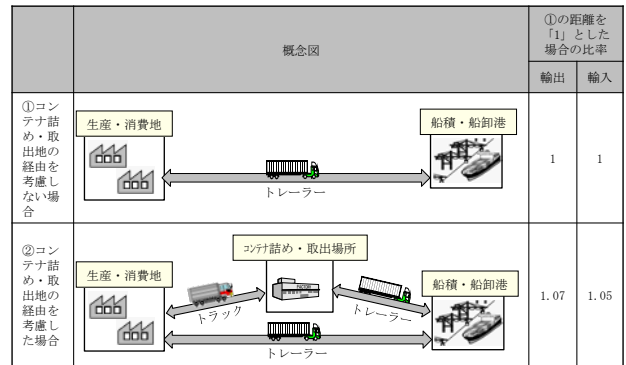 概念図
①の距離を
「1」とした
場合の比率
輸出
輸入
①コン
テナ詰
め・取
出地の
経由を
考慮し
ない場
合
生産・消費地
船積・船卸港
トレーラー
1
1
②コン
テナ詰
め・取
出地の
経由を
考慮し
た場合
生産・消費地
コンテナ詰め・取出場所
船積・船卸港
FACTORY
トラック
トレーラー
トレーラー
1.07
1.05